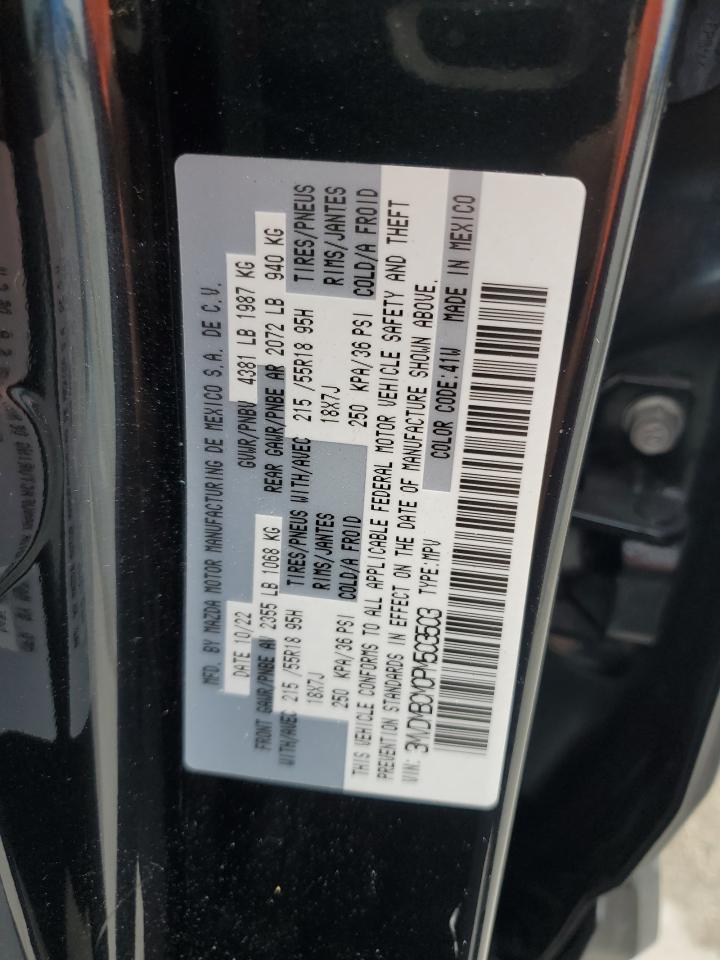 MFD. BY MAZDA MOTOR MANUFACTURING DE MEXICO S.A. DE C.V.
DATE 10/22 GVWR/PNBV 4381 LB 1987 KG
FRONT GAWR/PNBE AV 2355 LB 1068 KG REAR GAWR/PNBE AR 2072 LB 940 KG
WITH/AVEC 215 /55R18 95H TIRES/PNEUS WITH/AVEC 215 /55R18 95H TIRES/PNEUS
18X7J RIMS/JANTES 18X7J RIMS/JANTES
250 KPA/36 PSI COLD/A FROID 250 KPA/36 PSI COLD/A FROID
THIS VEHICLE CONFORMS TO ALL APPLICABLE FEDERAL MOTOR VEHICLE SAFETY AND THEFT
PREVENTION STANDARDS IN EFFECT ON THE DATE OF MANUFACTURE SHOWN ABOVE.
VIN: 3MVDMBCM0PM503503 TYPE:MPV COLOR CODE:41W MADE IN MEXICO